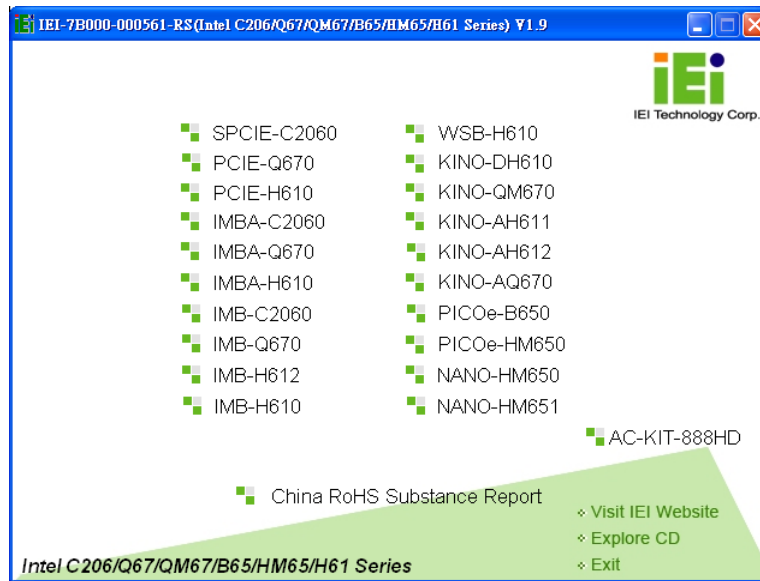 IEI-7B000-000561-RS(Intel C206/Q67/QM67/B65/HM65/H61 Series) V1.9
iEi
IEI Technology Corp.
SPCIE-C2060
PCIE-Q670
PCIE-H610
IMBA-C2060
IMBA-Q670
IMBA-H610
IMB-C2060
IMB-Q670
IMB-H612
IMB-H610
WSB-H610
KINO-DH610
KINO-QM670
KINO-AH611
KINO-AH612
KINO-AQ670
PICOe-B650
PICOe-HM650
NANO-HM650
NANO-HM651
AC-KIT-888HD
China RoHS Substance Report
Visit IEI Website
Explore CD
Exit
Intel C206/Q67/QM67/B65/HM65/H61 Series